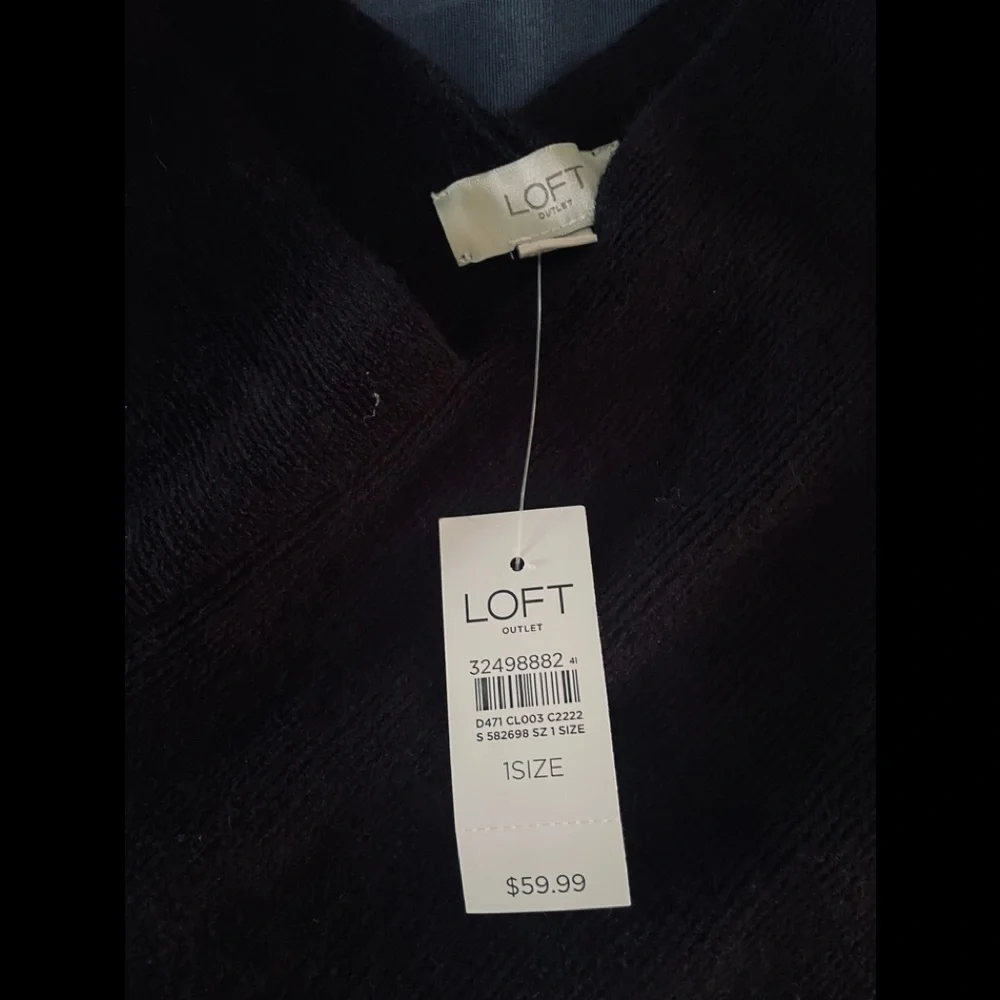 LOFT
OUTLET
LOFT
OUTLET
32498882 41
D471 CL003 C2222
S 582698 SZ 1 SIZE
1SIZE
$59.99